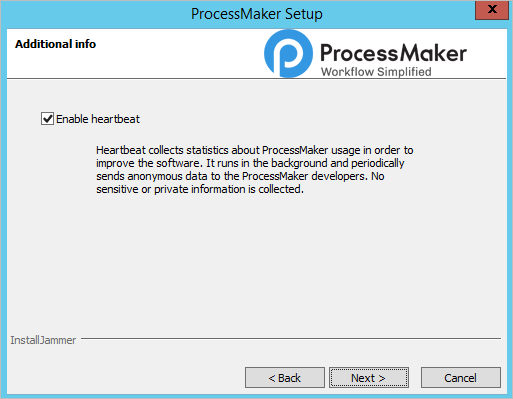 ProcessMaker Setup
X
Additional info
ProcessMaker
Workflow Simplified
Enable heartbeat
Heartbeat collects statistics about ProcessMaker usage in order to
improve the software. It runs in the background and periodically
sends anonymous data to the ProcessMaker developers. No
sensitive or private information is collected.
InstallJammer
< Back
Next >
Cancel